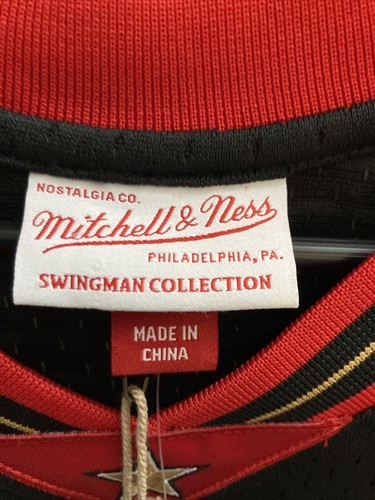 NOSTALGIA CO.
Mitchell & Ness
PHILADELPHIA, PA.
SWINGMAN COLLECTION
MADE IN
CHINA